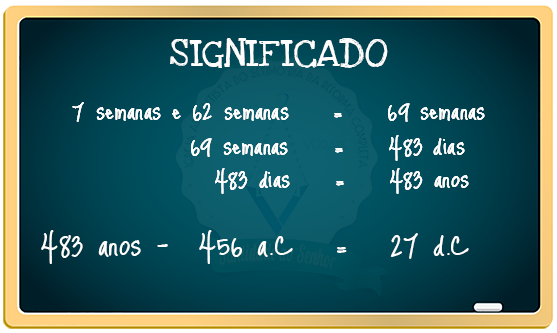 SIGNIFICADO
7 semanas e 62 semanas = 69 semanas
69 semanas = 483 dias
483 dias = 483 anos
483 anos - 456 a.C = 27 d.C